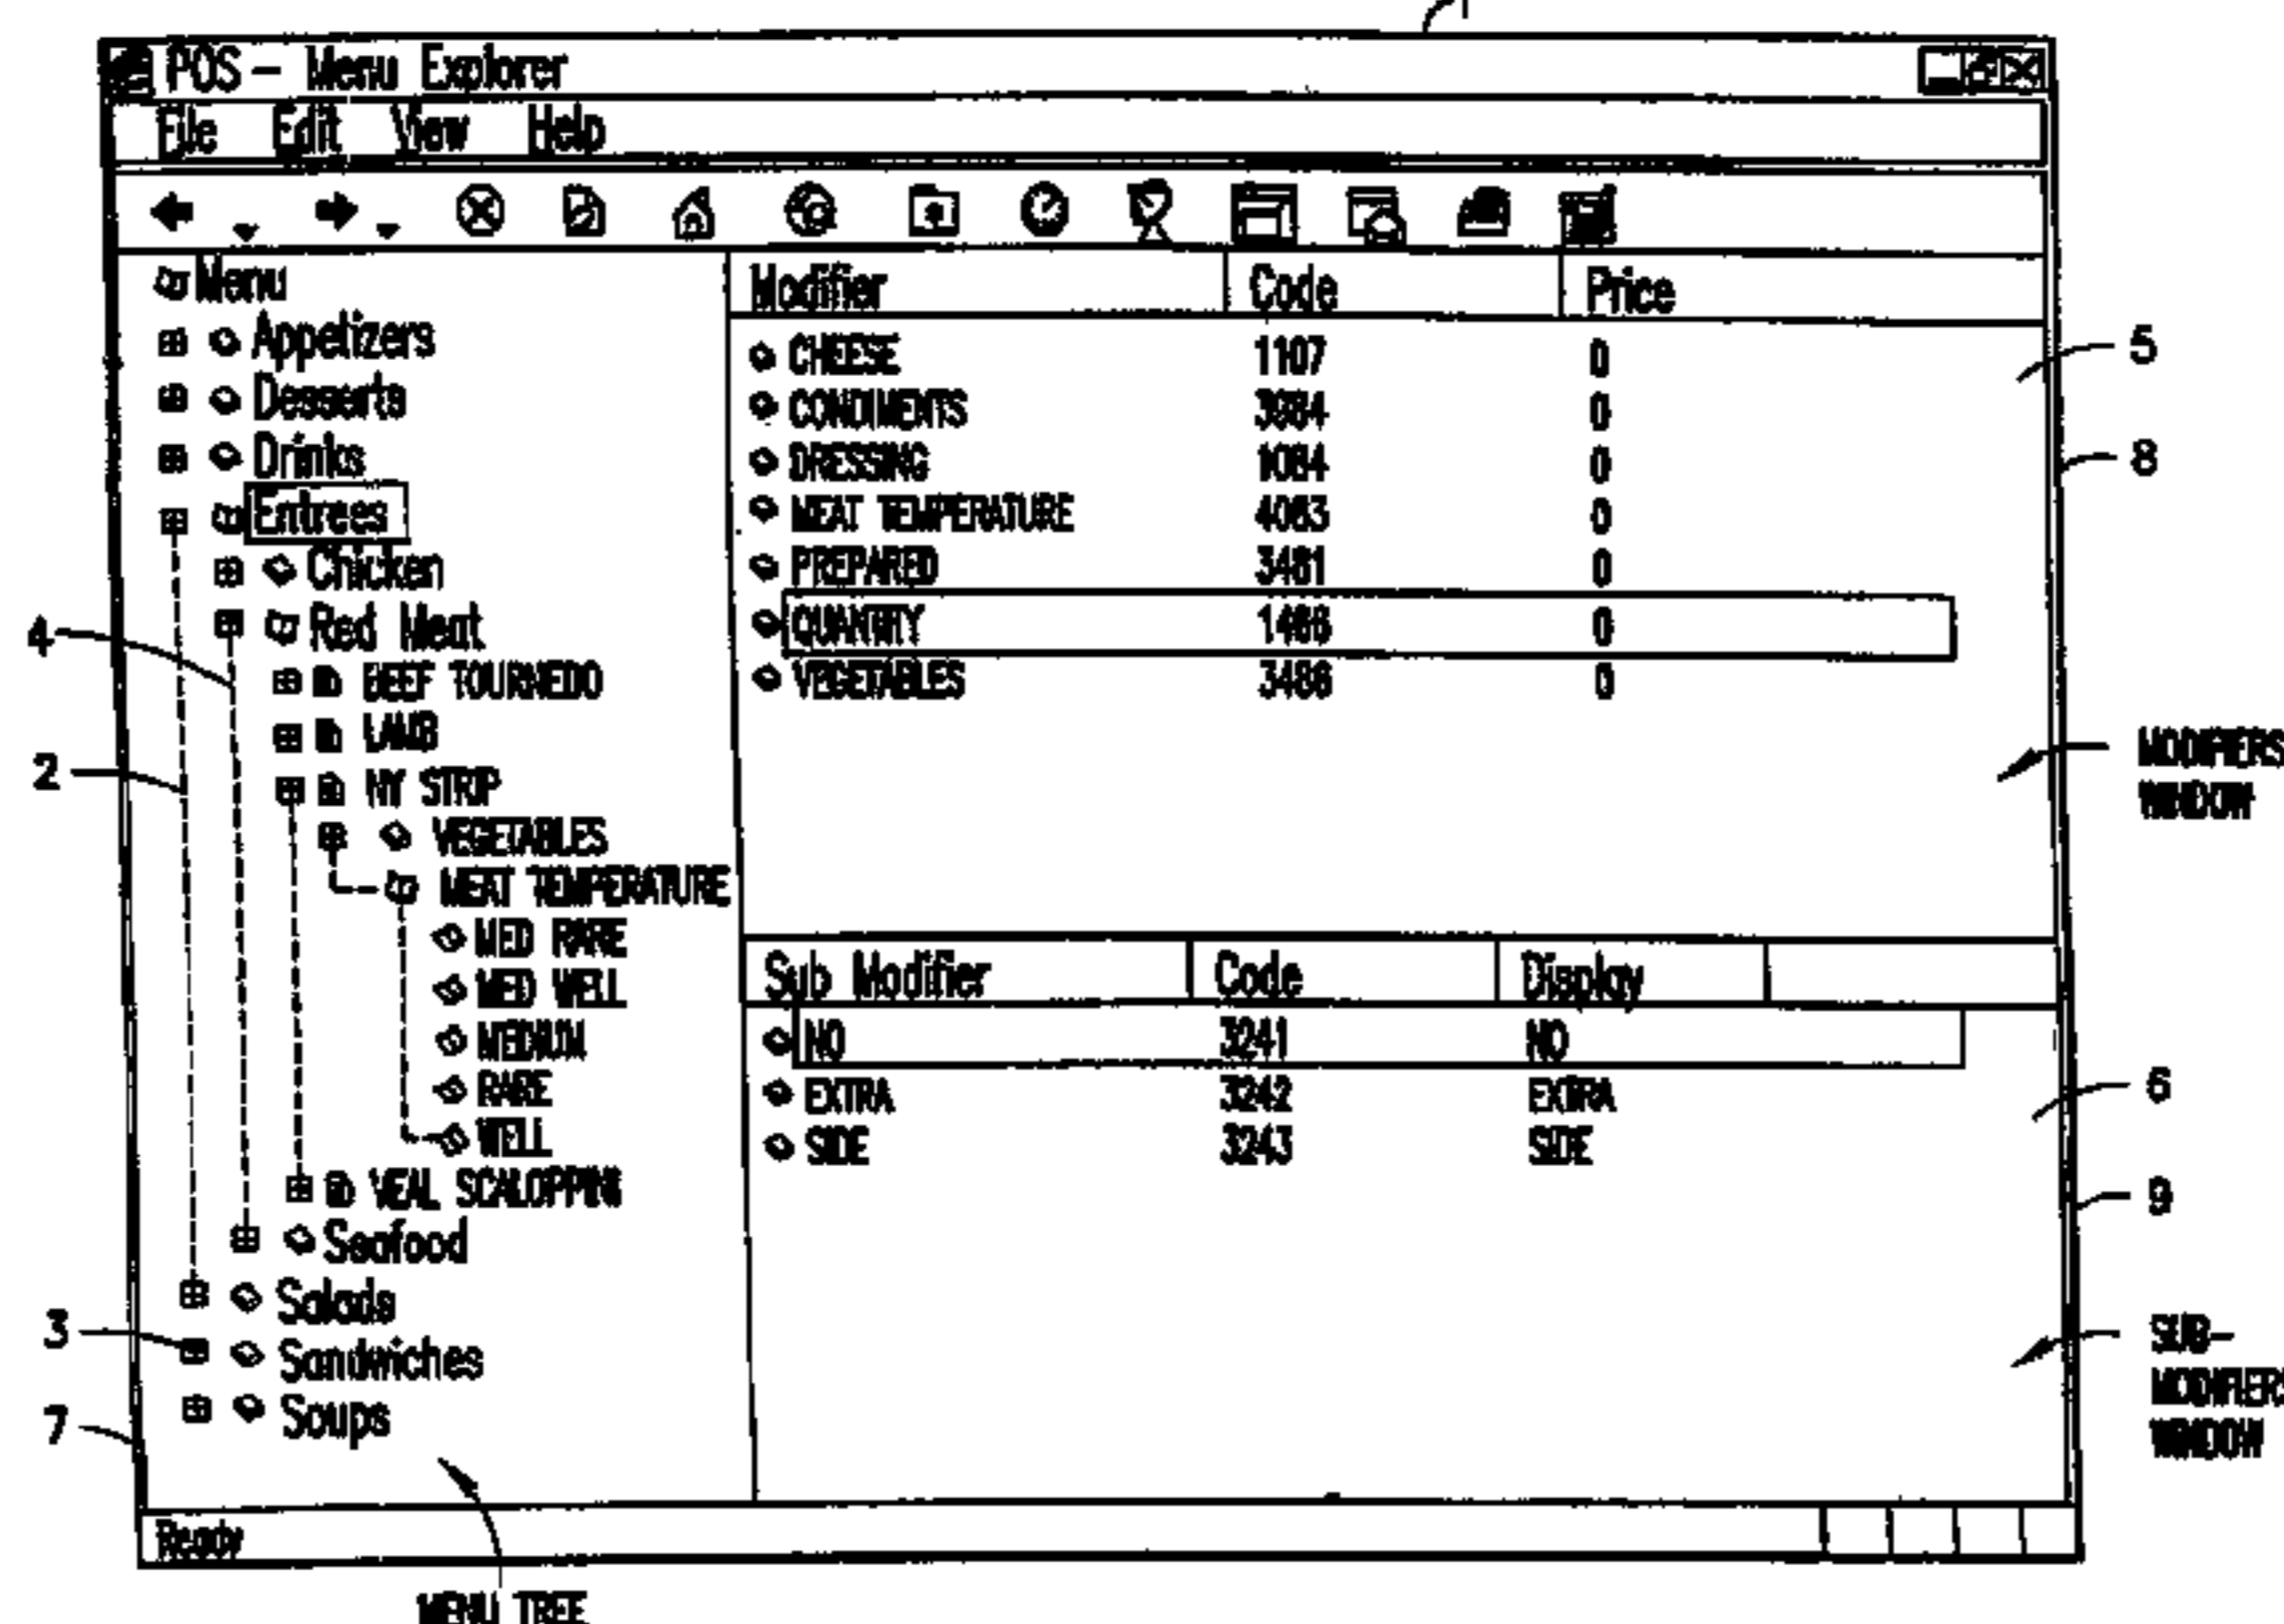 1
POS - Menu Explorer
File Edit View Help
Menu
Appetizers
Desserts
Drinks
Entrees
Chicken
Red Meat
BEEF TOURNEDO
LAMB
NY STRIP
VEGETABLES
MEAT TEMPERATURE
MED RARE
MED WELL
MEDIUM
RARE
WELL
VEAL SCALOPPINI
Seafood
Salads
Sandwiches
Soups
4
2
3
7
Modifier Code Price
CHEESE 1107 0
CONDIMENTS 0
DRESSING 0
MEAT TEMPERATURE 0
PREPARED 3481 0
QUANTITY 0
VEGETABLES 3486 0
5
8
MODIFIERS
WINDOW
Sub Modifier Code Display
NO 3241 NO
EXTRA 3242 EXTRA
SIDE 3243 SIDE
6
9
SUB-
MODIFIERS
WINDOW
Ready
MENU TREE